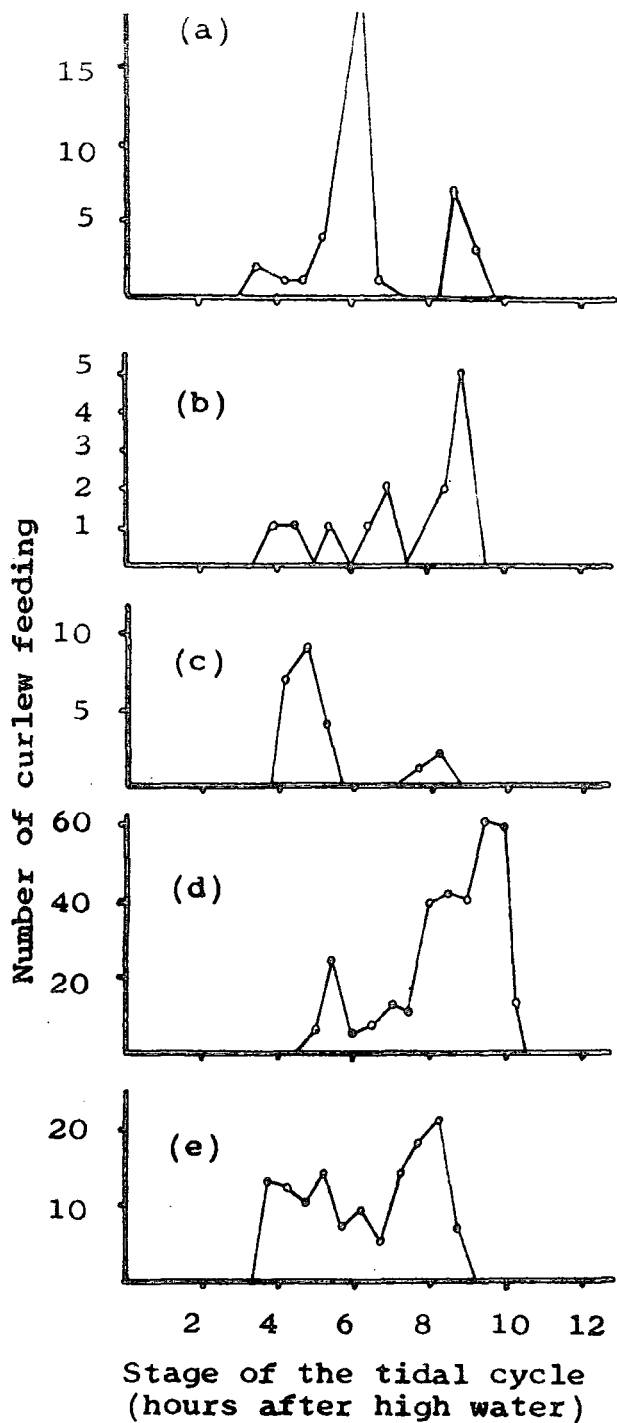 (a)
15
10
5
(b)
5
4
3
2
1
(c)
10
5
(d)
60
40
20
(e)
20
10
Number of curlew feeding
2 4 6 8 10 12
Stage of the tidal cycle
(hours after high water)